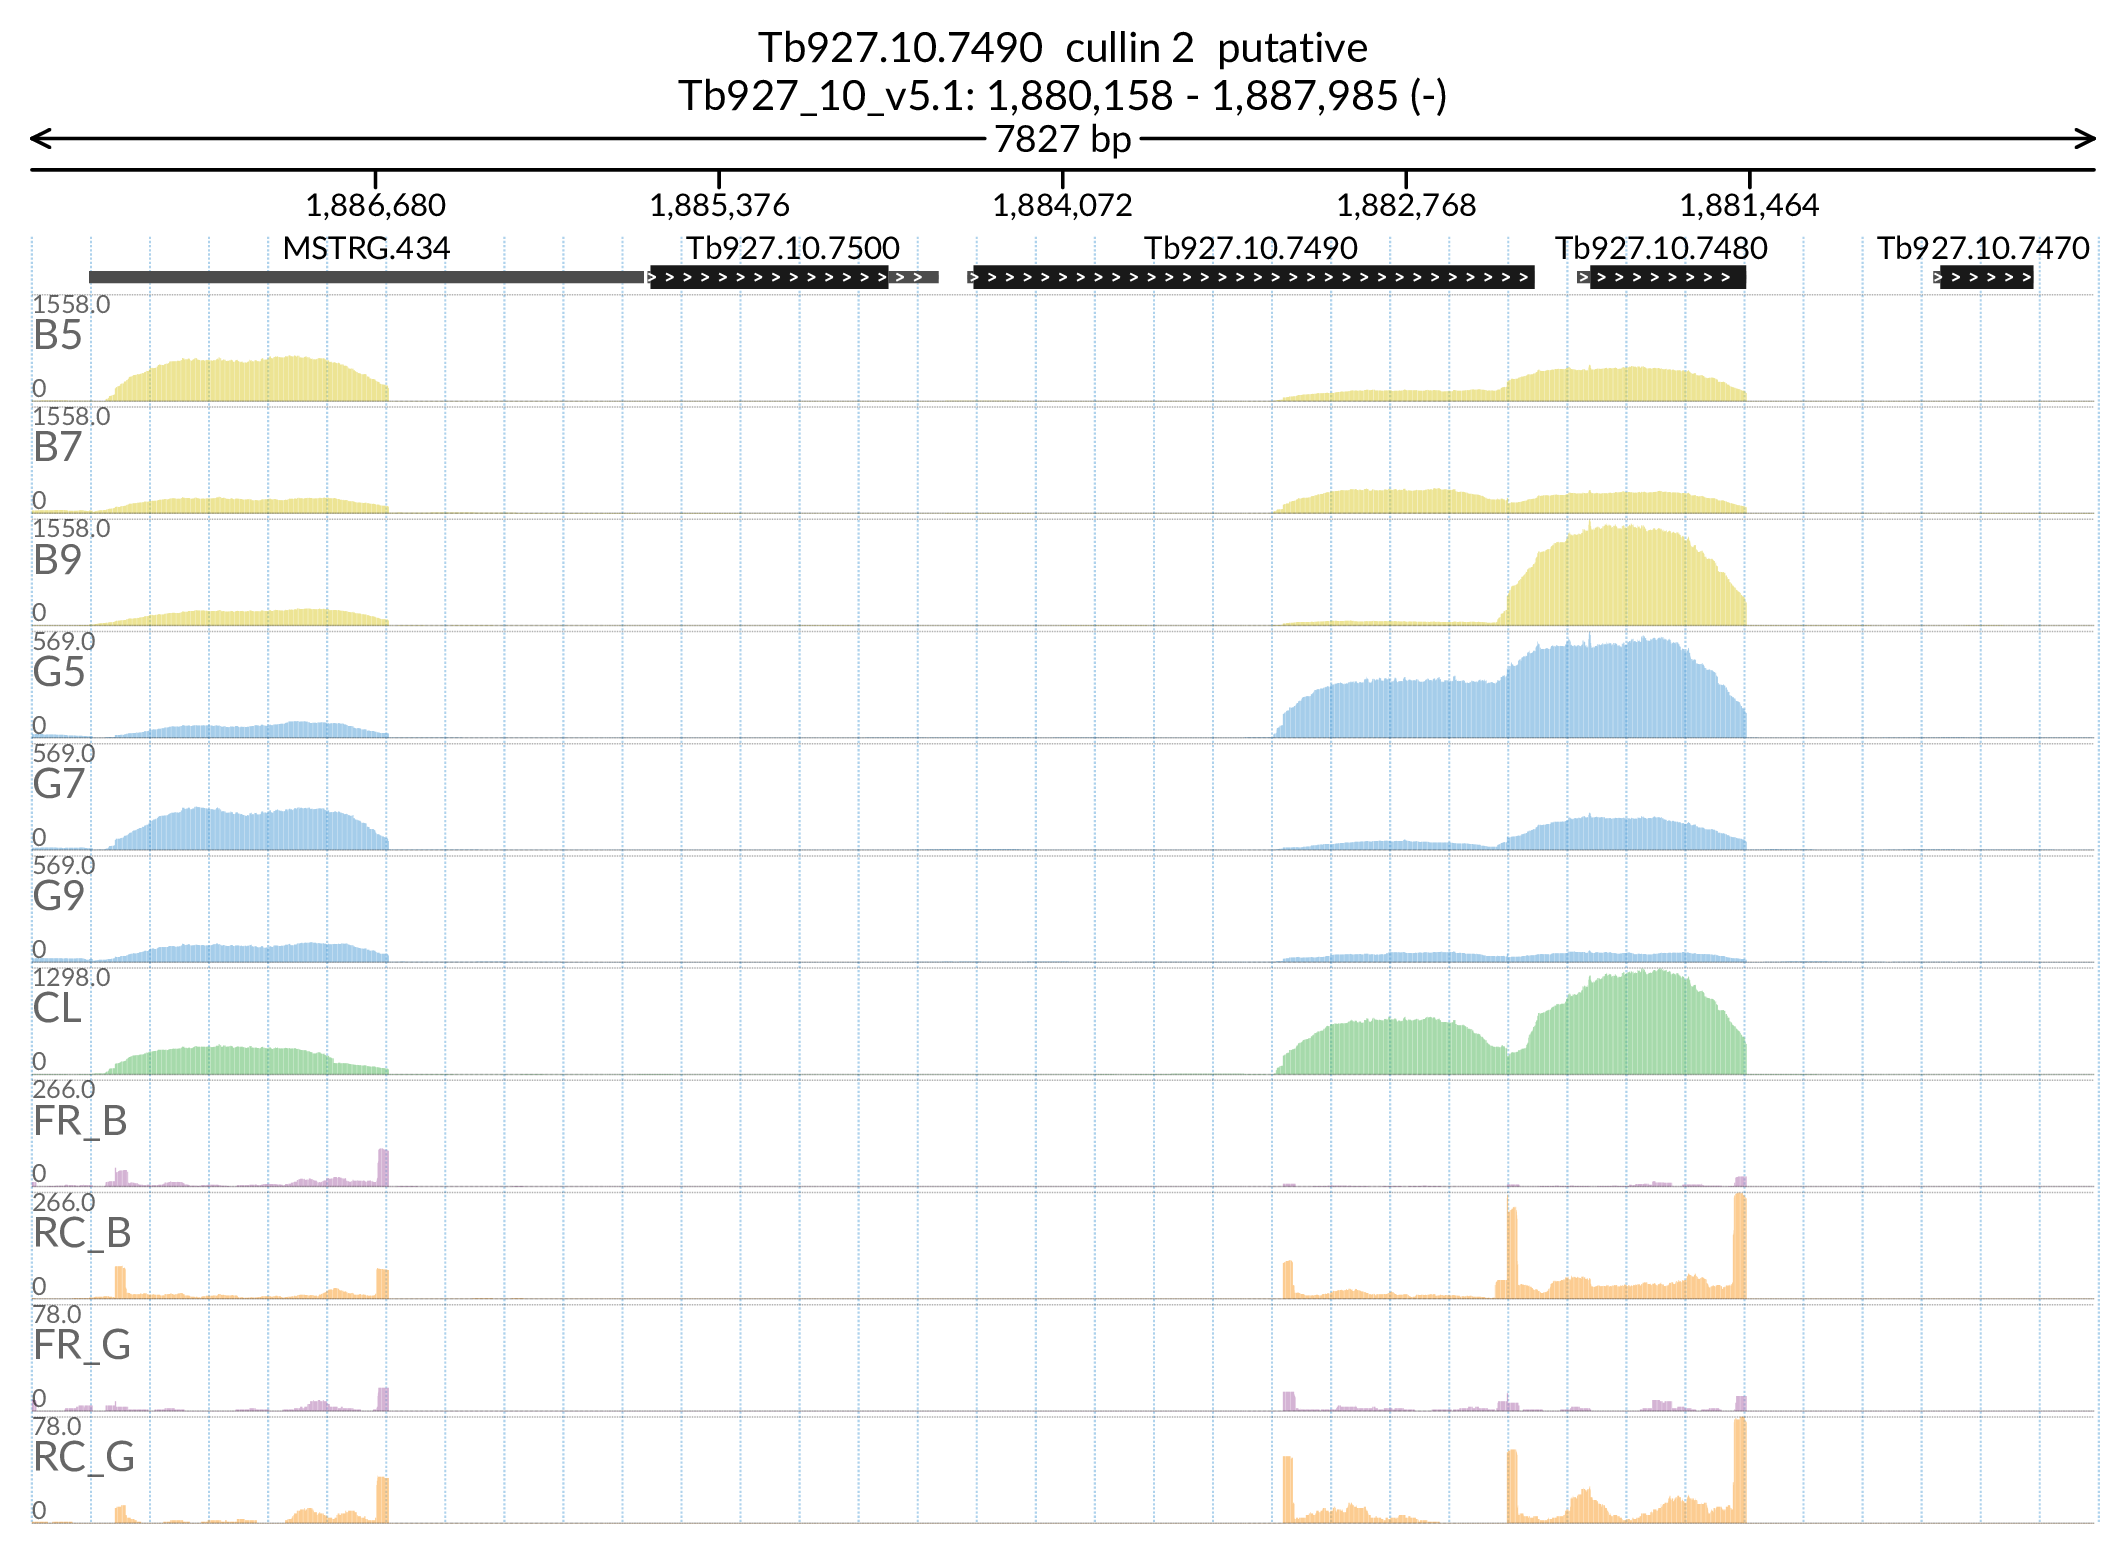 Tb927.10.7490 cullin 2 putative
Tb927_10_v5.1: 1,880,158 - 1,887,985 (-)
7827 bp
1,886,680 1,885,376 1,884,072 1,882,768 1,881,464
MSTRG.434 Tb927.10.7500 Tb927.10.7490 Tb927.10.7480 Tb927.10.7470
1558.0
B5
0
1558.0
B7
0
1558.0
B9
0
569.0
G5
0
569.0
G7
0
569.0
G9
0
1298.0
CL
0
266.0
FR_B
0
266.0
RC_B
0
78.0
FR_G
0
78.0
RC_G
0